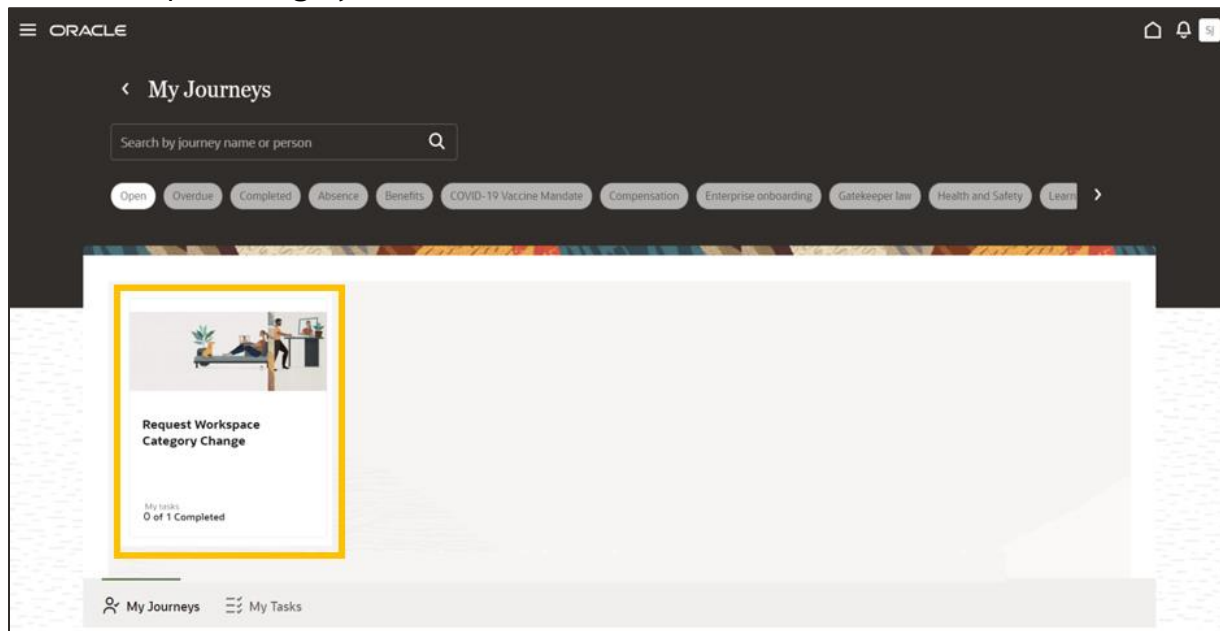 ORACLE
SJ
My Journeys
Search by journey name or person
Open Overdue Completed Absence Benefits COVID-19 Vaccine Mandate Compensation Enterprise onboarding Gatekeeper law Health and Safety Learn
Request Workspace
Category Change
My tasks
0 of 1 Completed
My Journeys My Tasks